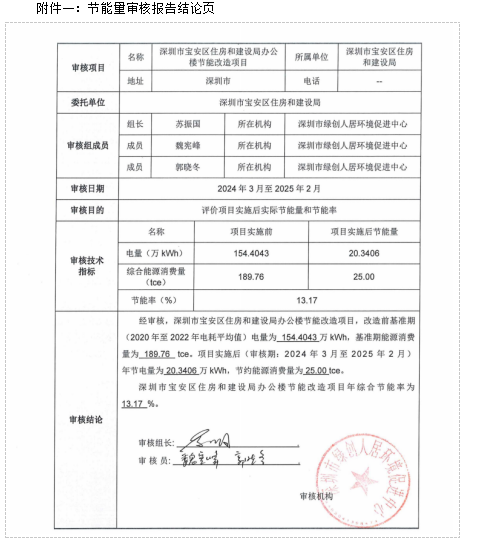 附件一：节能量审核报告结论页
审核项目 名称 深圳市宝安区住房和建设局办公楼节能改造项目 所属单位 深圳市宝安区住房和建设局
地址 深圳市 电话 --
委托单位 深圳市宝安区住房和建设局
审核组成员 组长 苏振国 所在机构 深圳市绿创人居环境促进中心
成员 魏宪峰 所在机构 深圳市绿创人居环境促进中心
成员 郭晓冬 所在机构 深圳市绿创人居环境促进中心
审核日期 2024 年 3 月至 2025 年 2 月
审核目的 评价项目实施后实际节能量和节能率
审核技术指标 名称 项目实施前 项目实施后节能量
电量（万 kWh） 154.4043 20.3406
综合能源消费量（tce） 189.76 25.00
节能率（%） 13.17
审核结论
经审核，深圳市宝安区住房和建设局办公楼节能改造项目，改造前基准期
（2020 年至 2022 年电耗平均值）电量为 154.4043 万 kWh，基准期能源消费
量为 189.76 tce。项目实施后（审核期：2024 年 3 月至 2025 年 2 月）
年节电量为 20.3406 万 kWh，节约能源消费量为 25.00 tce。
深圳市宝安区住房和建设局办公楼节能改造项目年综合节能率为
13.17 %。
审核组长：
审 核 员：
审核机构
深圳市绿创人居环境促进中心